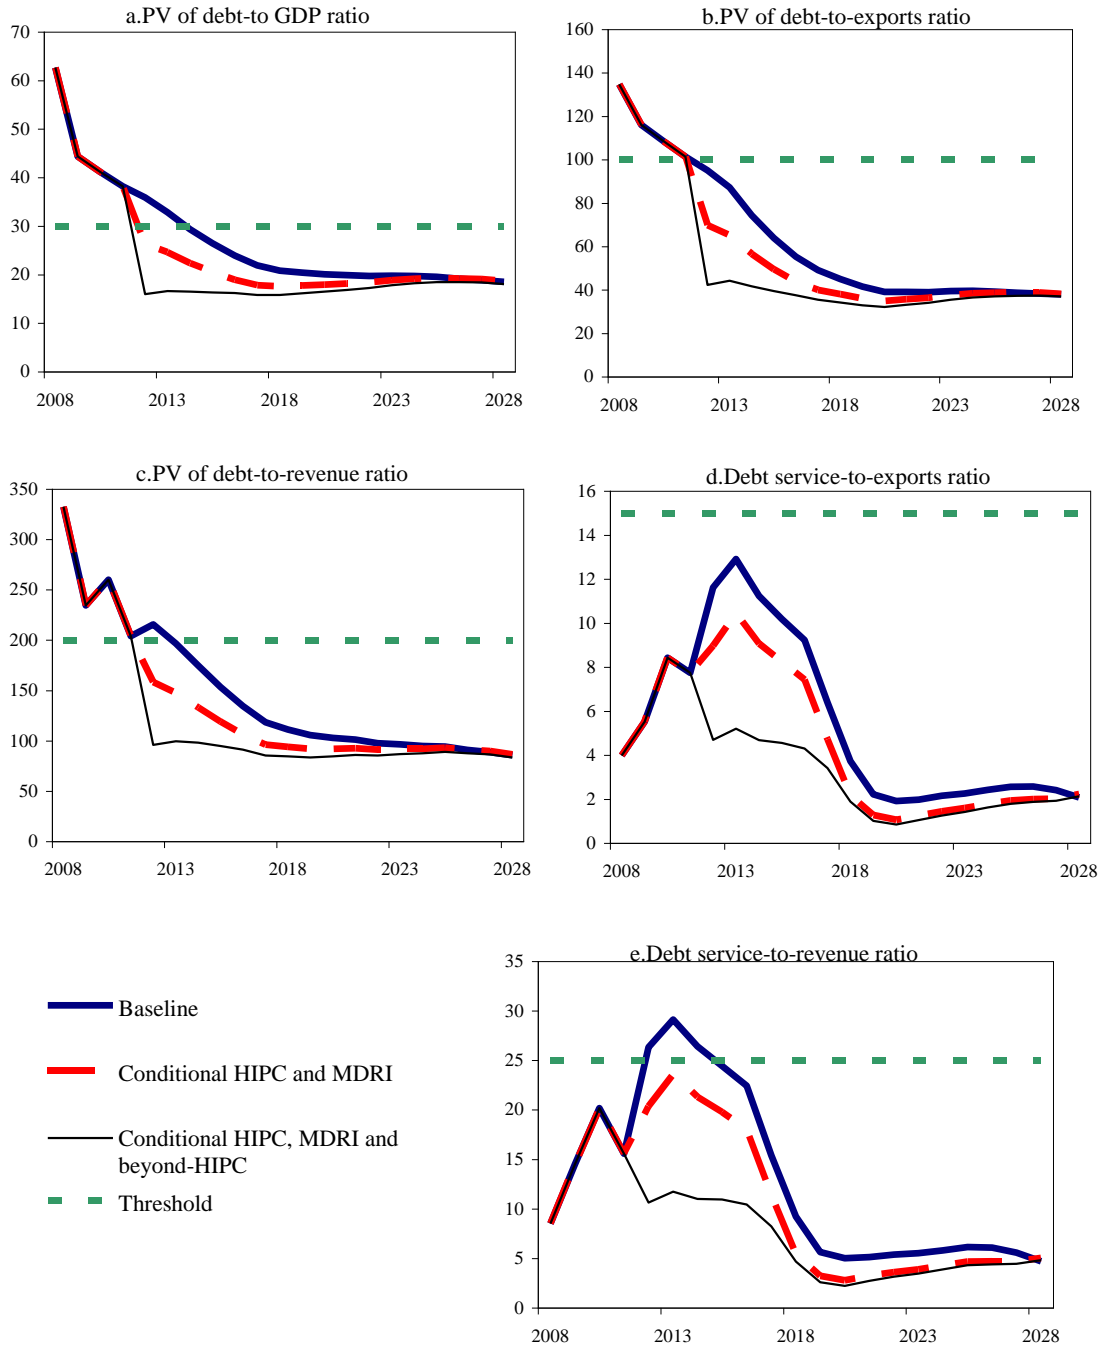 a.PV of debt-to GDP ratio
70
60
50
40
30
20
10
0
2008 2013 2018 2023 2028
b.PV of debt-to-exports ratio
160
140
120
100
80
60
40
20
0
2008 2013 2018 2023 2028
c.PV of debt-to-revenue ratio
350
300
250
200
150
100
50
0
2008 2013 2018 2023 2028
d.Debt service-to-exports ratio
16
14
12
10
8
6
4
2
0
2008 2013 2018 2023 2028
Baseline
Conditional HIPC and MDRI
Conditional HIPC, MDRI and
beyond-HIPC
Threshold
e.Debt service-to-revenue ratio
35
30
25
20
15
10
5
0
2008 2013 2018 2023 2028